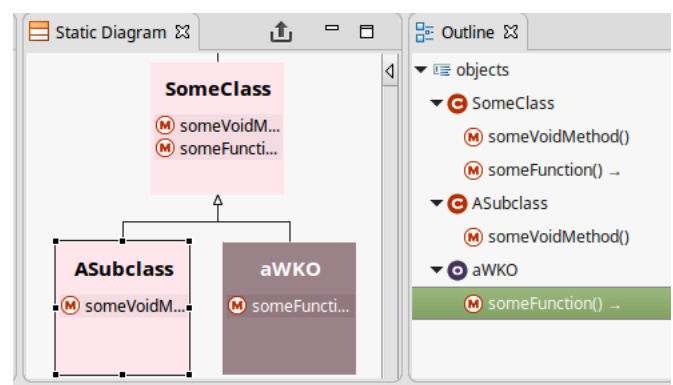 Static Diagram
SomeClass
M someVoidM...
M someFuncti...
ASubclass
M someVoidM...
aWKO
M someFuncti...
Outline
objects
C SomeClass
M someVoidMethod()
M someFunction() →
C ASubclass
M someVoidMethod()
O aWKO
M someFunction() →